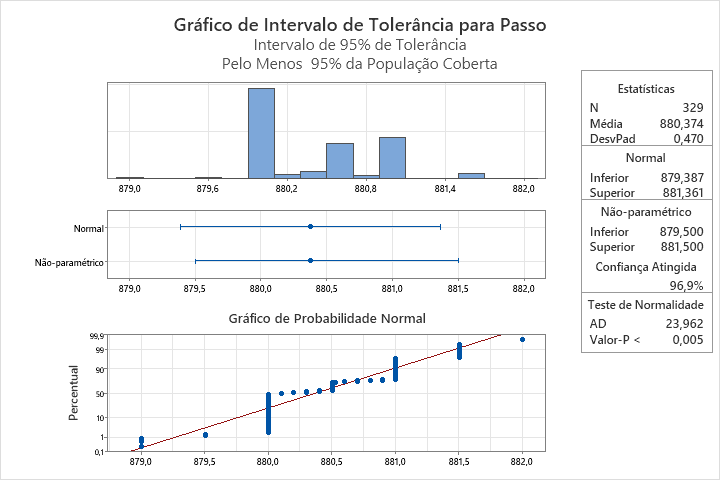 Gráfico de Intervalo de Tolerância para Passo
Intervalo de 95% de Tolerância
Pelo Menos 95% da População Coberta
879,0 879,6 880,2 880,8 881,4 882,0
Normal
Não-paramétrico
879,0 879,5 880,0 880,5 881,0 881,5 882,0
Gráfico de Probabilidade Normal
Percentual
99,9
99
90
50
10
1
0,1
879,0 879,5 880,0 880,5 881,0 881,5 882,0
Estatísticas
N 329
Média 880,374
DesvPad 0,470
Normal
Inferior 879,387
Superior 881,361
Não-paramétrico
Inferior 879,500
Superior 881,500
Confiança Atingida
96,9%
Teste de Normalidade
AD 23,962
Valor-P < 0,005